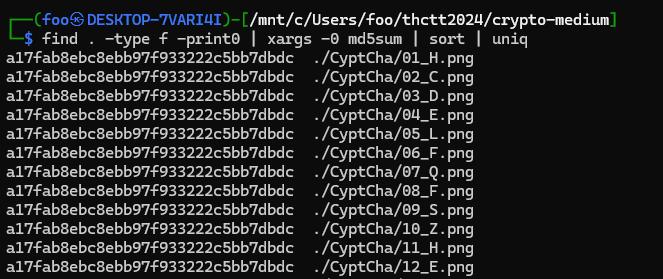 ┌──(foo㉿DESKTOP-7VARI4I)-[/mnt/c/Users/foo/thctt2024/crypto-medium]
└─$ find . -type f -print0 | xargs -0 md5sum | sort | uniq
a17fab8ebc8ebb97f933222c5bb7dbdc  ./CyptCha/01_H.png
a17fab8ebc8ebb97f933222c5bb7dbdc  ./CyptCha/02_C.png
a17fab8ebc8ebb97f933222c5bb7dbdc  ./CyptCha/03_D.png
a17fab8ebc8ebb97f933222c5bb7dbdc  ./CyptCha/04_E.png
a17fab8ebc8ebb97f933222c5bb7dbdc  ./CyptCha/05_L.png
a17fab8ebc8ebb97f933222c5bb7dbdc  ./CyptCha/06_F.png
a17fab8ebc8ebb97f933222c5bb7dbdc  ./CyptCha/07_Q.png
a17fab8ebc8ebb97f933222c5bb7dbdc  ./CyptCha/08_F.png
a17fab8ebc8ebb97f933222c5bb7dbdc  ./CyptCha/09_S.png
a17fab8ebc8ebb97f933222c5bb7dbdc  ./CyptCha/10_Z.png
a17fab8ebc8ebb97f933222c5bb7dbdc  ./CyptCha/11_H.png
a17fab8ebc8ebb97f933222c5bb7dbdc  ./CyptCha/12_E.png